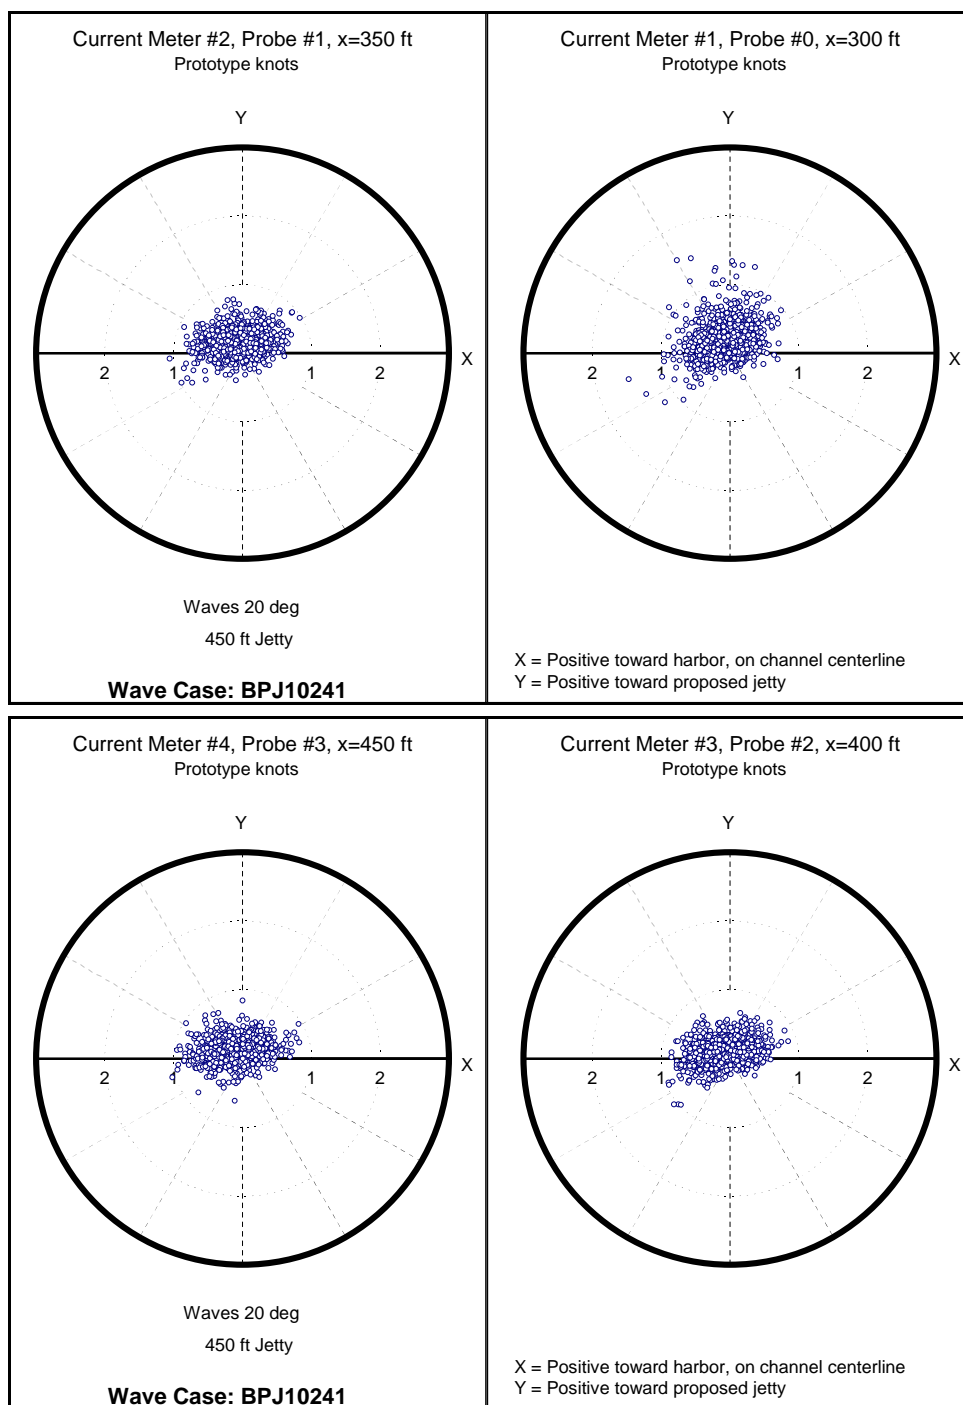 Current Meter #2, Probe #1, x=350 ft
Prototype knots
Y
X
2
1
1
2
Waves 20 deg
450 ft Jetty
Wave Case: BPJ10241
Current Meter #1, Probe #0, x=300 ft
Prototype knots
Y
X
2
1
1
2
X = Positive toward harbor, on channel centerline
Y = Positive toward proposed jetty
Current Meter #4, Probe #3, x=450 ft
Prototype knots
Y
X
2
1
1
2
Waves 20 deg
450 ft Jetty
Wave Case: BPJ10241
Current Meter #3, Probe #2, x=400 ft
Prototype knots
Y
X
2
1
1
2
X = Positive toward harbor, on channel centerline
Y = Positive toward proposed jetty